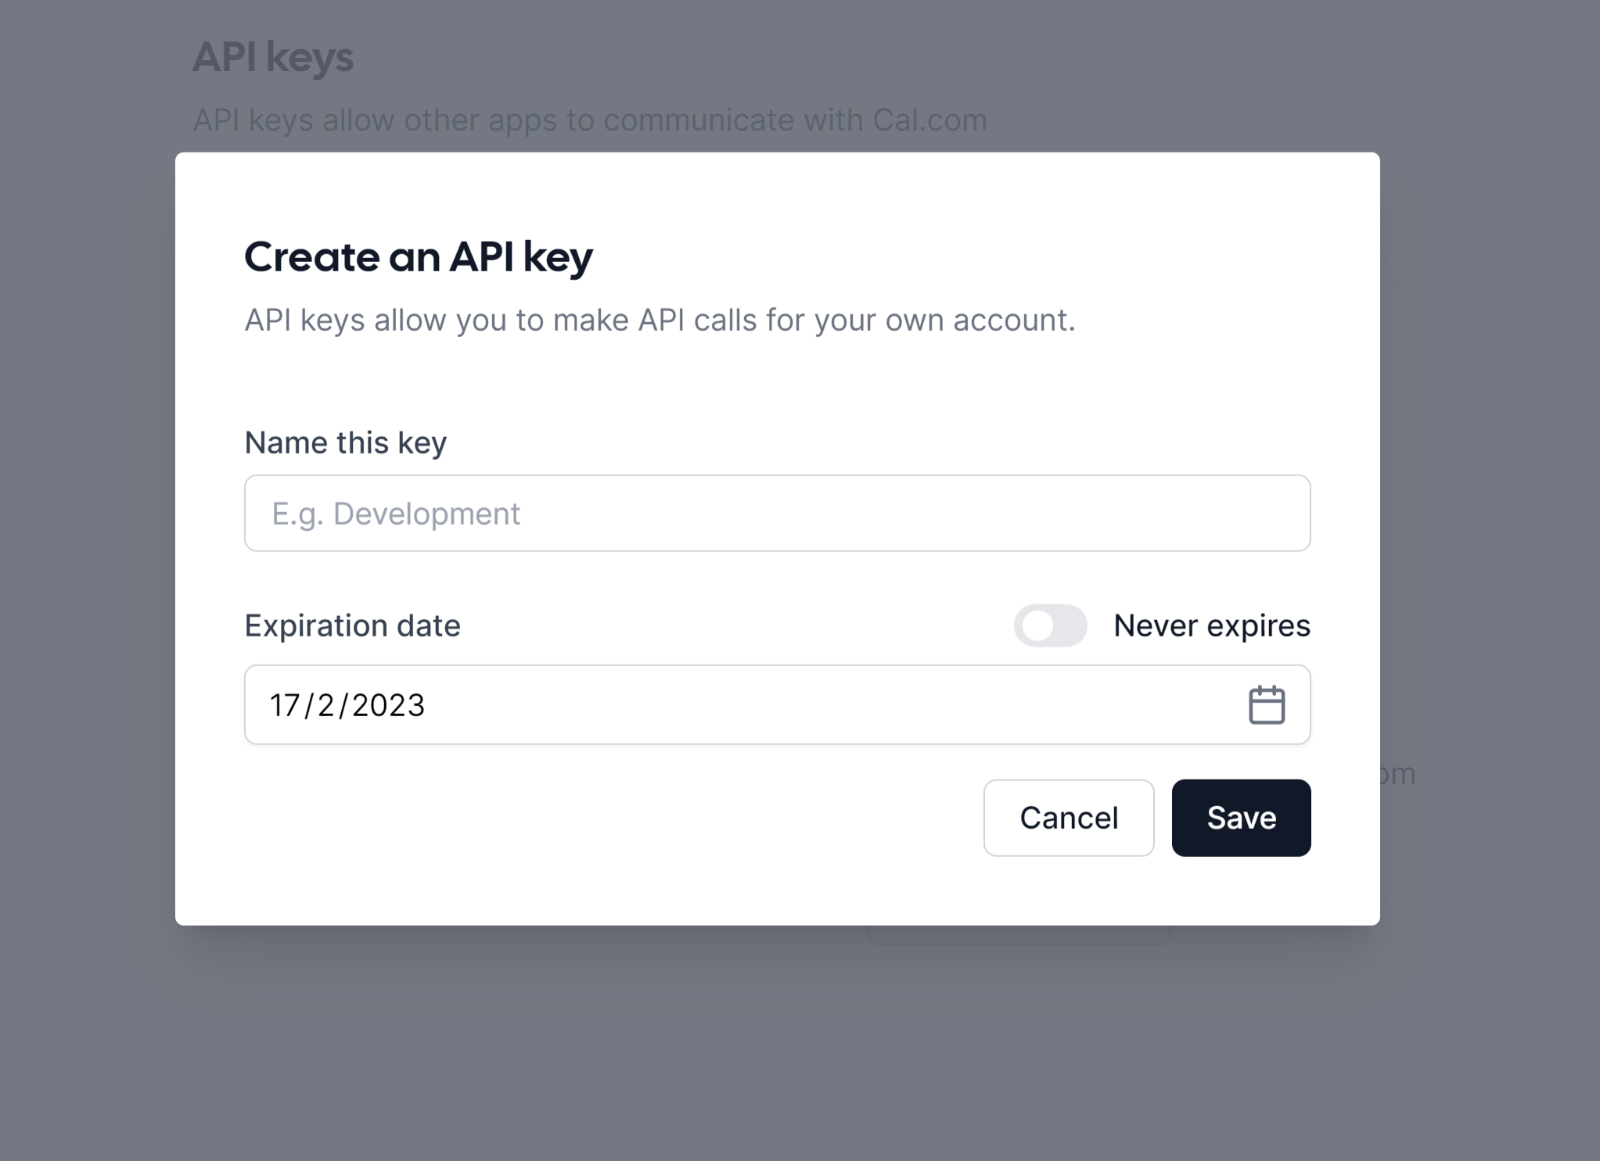 API keys
API keys allow other apps to communicate with Cal.com
Create an API key
API keys allow you to make API calls for your own account.
Name this key
E.g. Development
Expiration date
Never expires
17/2/2023
om
Cancel
Save